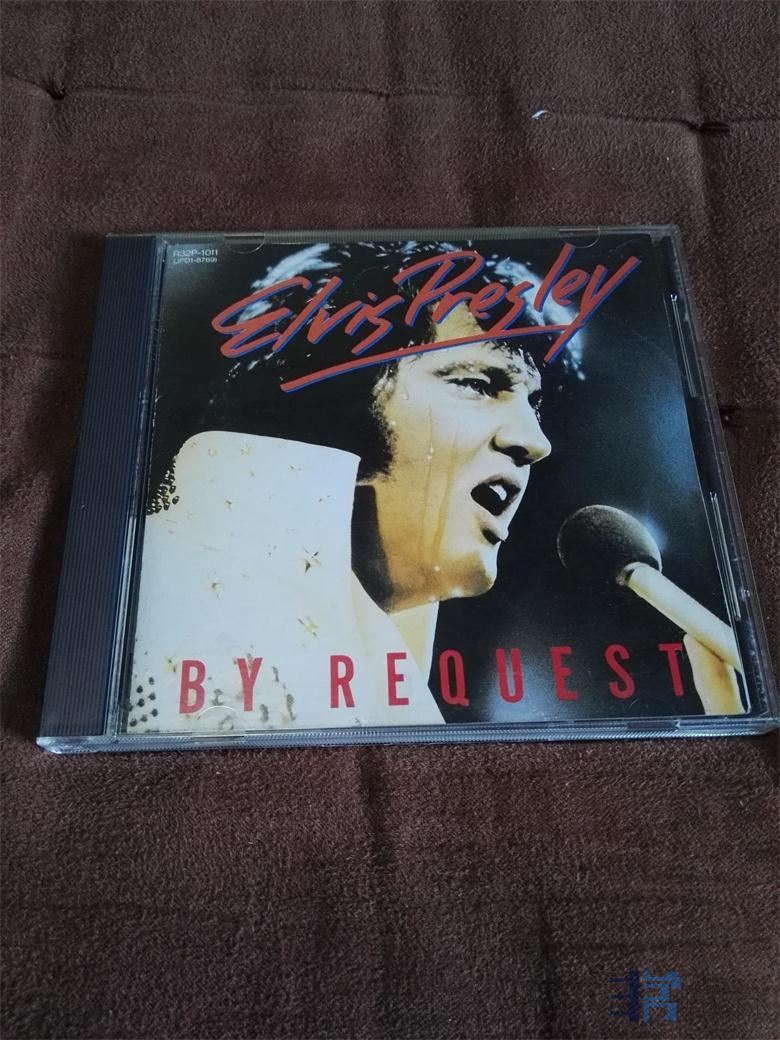 R32P-1011
(JPD1-8769)
Elvis Presley
BY REQUEST